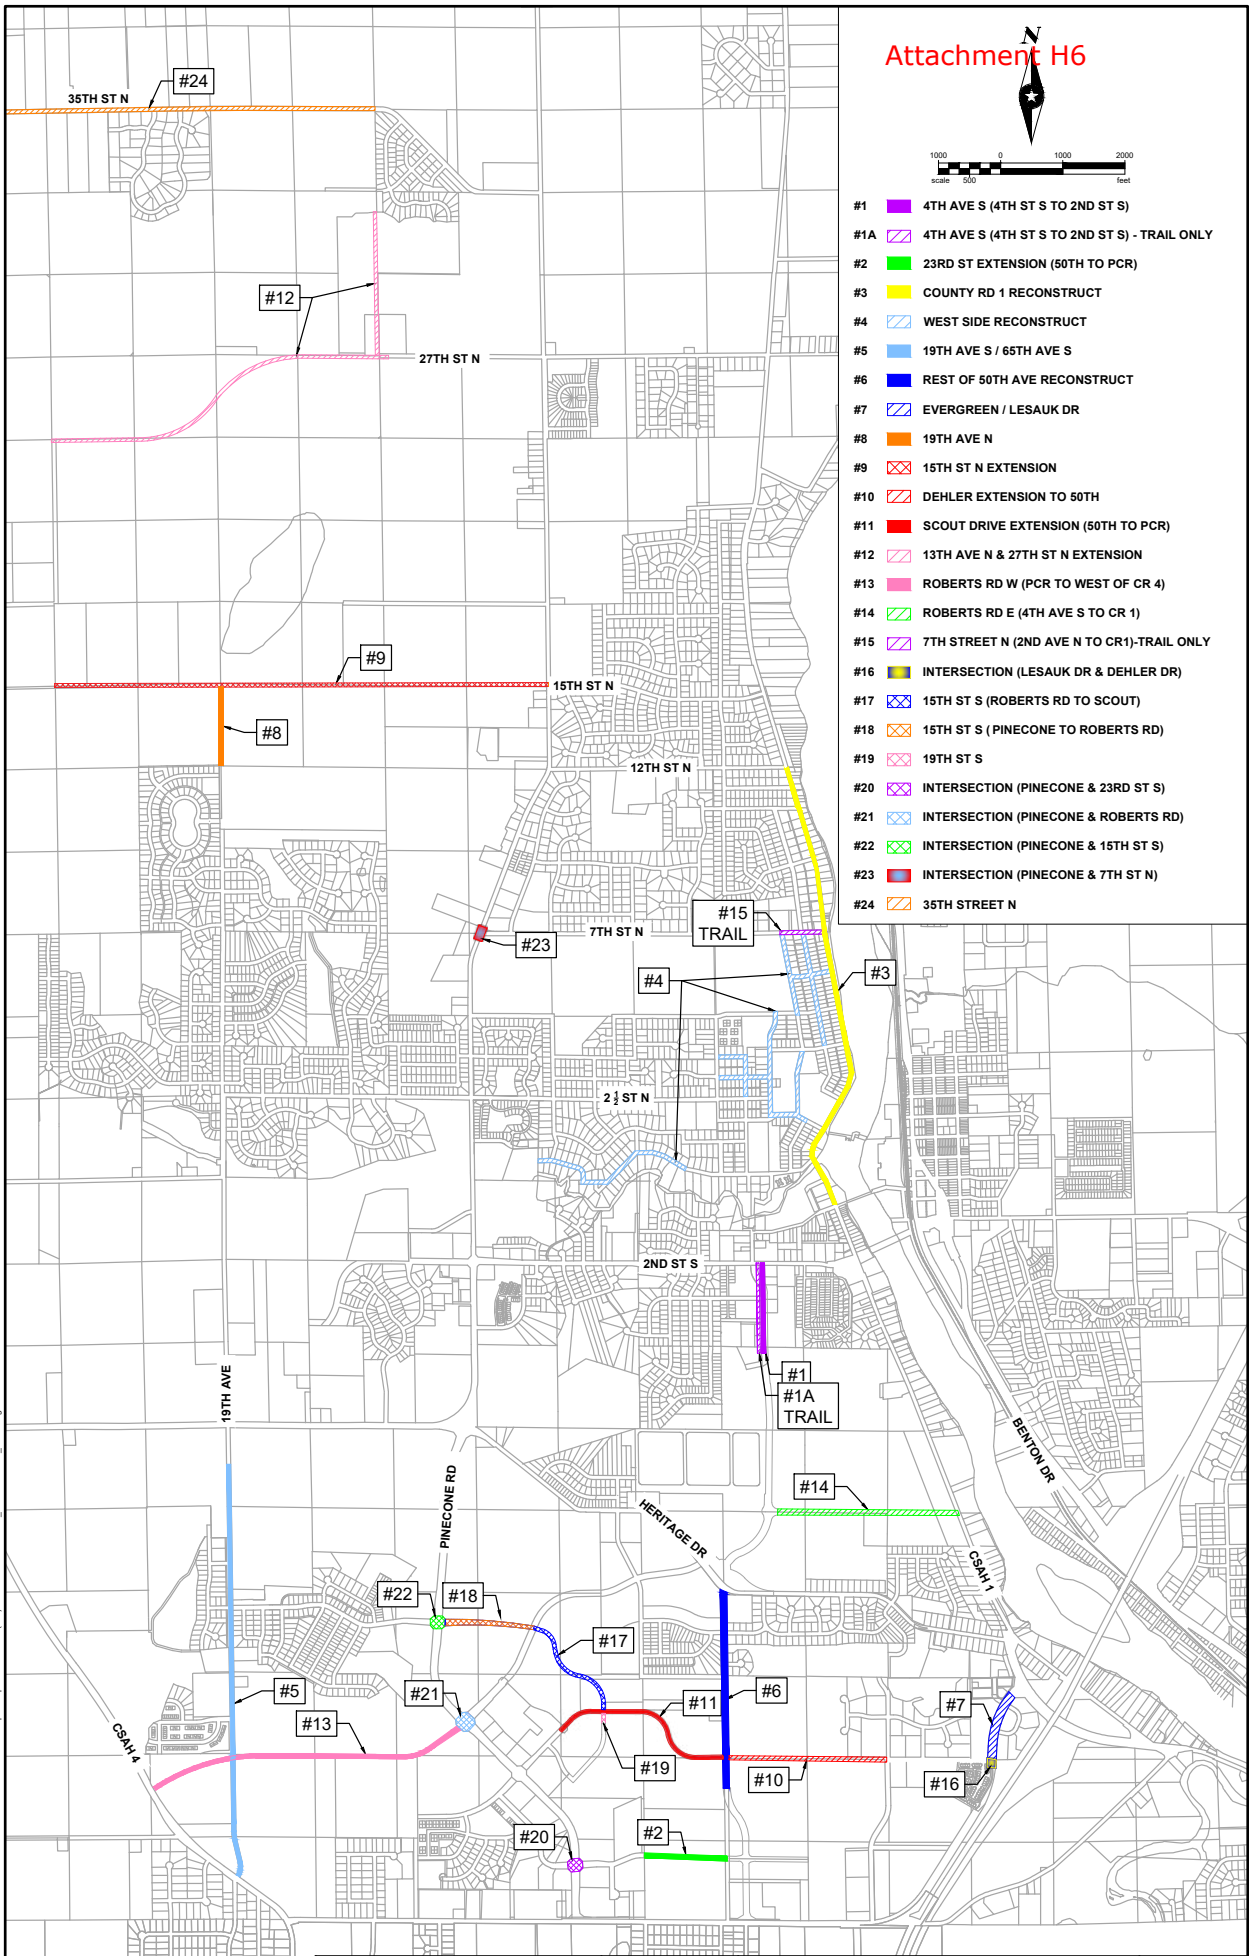 Attachment H6
N
1000 0 1000 2000
scale 500 feet
#1 4TH AVE S (4TH ST S TO 2ND ST S)
#1A 4TH AVE S (4TH ST S TO 2ND ST S) - TRAIL ONLY
#2 23RD ST EXTENSION (50TH TO PCR)
#3 COUNTY RD 1 RECONSTRUCT
#4 WEST SIDE RECONSTRUCT
#5 19TH AVE S / 65TH AVE S
#6 REST OF 50TH AVE RECONSTRUCT
#7 EVERGREEN / LESAUK DR
#8 19TH AVE N
#9 15TH ST N EXTENSION
#10 DEHLER EXTENSION TO 50TH
#11 SCOUT DRIVE EXTENSION (50TH TO PCR)
#12 13TH AVE N & 27TH ST N EXTENSION
#13 ROBERTS RD W (PCR TO WEST OF CR 4)
#14 ROBERTS RD E (4TH AVE S TO CR 1)
#15 7TH STREET N (2ND AVE N TO CR1)-TRAIL ONLY
#16 INTERSECTION (LESAUK DR & DEHLER DR)
#17 15TH ST S (ROBERTS RD TO SCOUT)
#18 15TH ST S ( PINECONE TO ROBERTS RD)
#19 19TH ST S
#20 INTERSECTION (PINECONE & 23RD ST S)
#21 INTERSECTION (PINECONE & ROBERTS RD)
#22 INTERSECTION (PINECONE & 15TH ST S)
#23 INTERSECTION (PINECONE & 7TH ST N)
#24 35TH STREET N
#24
35TH ST N
#12
27TH ST N
#9
15TH ST N
#8
12TH ST N
#15
TRAIL
7TH ST N
#23
#4
#3
2 ½ ST N
2ND ST S
#1
#1A
TRAIL
19TH AVE
BENTON DR
PINECONE RD
#14
HERITAGE DR
CSAH 1
#22
#18
#17
#5
#21
#11
#6
#7
#13
CSAH 4
#19
#10
#16
#20
#2